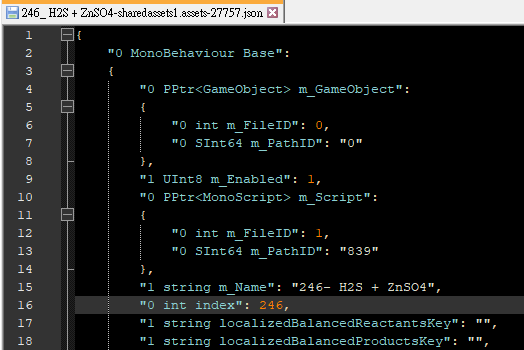 246_ H2S + ZnSO4-sharedassets1.assets-27757.json
1 {
2 "0 MonoBehaviour Base":
3 {
4 "0 PPtr<GameObject> m_GameObject":
5 {
6 "0 int m_FileID": 0,
7 "0 SInt64 m_PathID": "0"
8 },
9 "1 UInt8 m_Enabled": 1,
10 "0 PPtr<MonoScript> m_Script":
11 {
12 "0 int m_FileID": 1,
13 "0 SInt64 m_PathID": "839"
14 },
15 "1 string m_Name": "246- H2S + ZnSO4",
16 "0 int index": 246,
17 "1 string localizedBalancedReactantsKey": "",
18 "1 string localizedBalancedProductsKey": "",